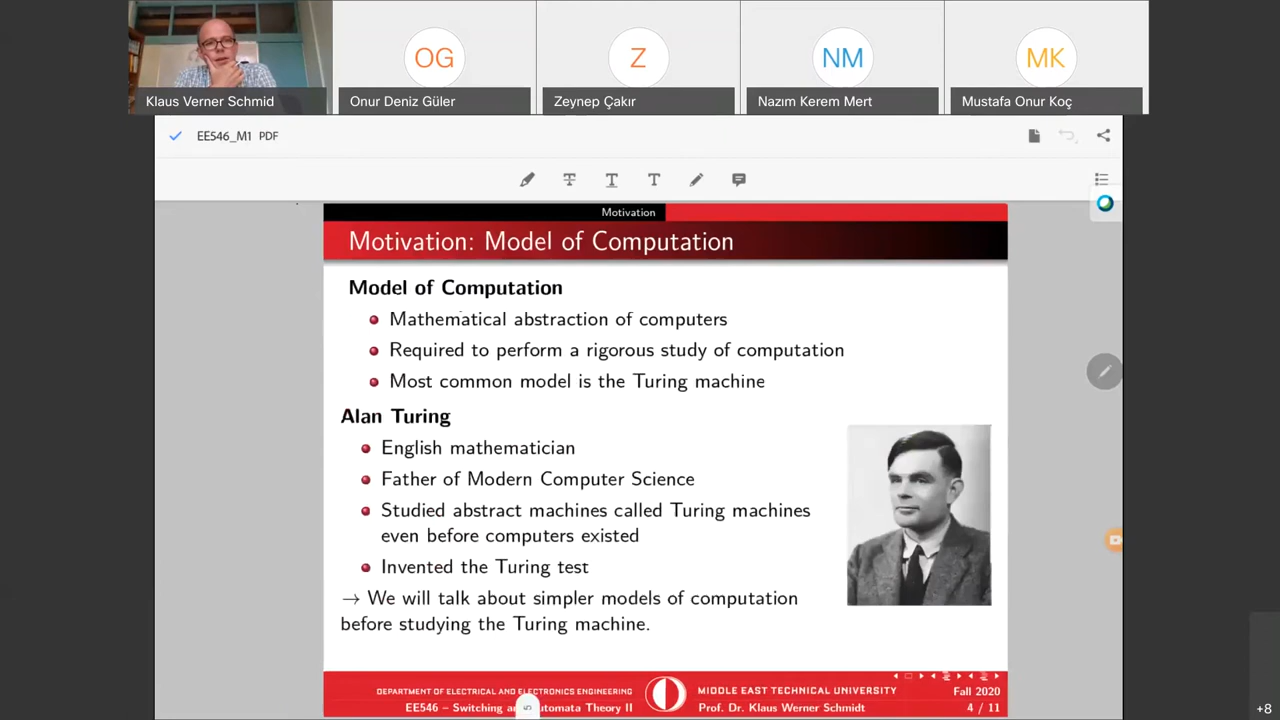 OG
Z
NM
MK
Klaus Verner Schmid
Onur Deniz Güler
Zeynep Çakır
Nazım Kerem Mert
Mustafa Onur Koç
EE546_M1 PDF
Motivation
Motivation: Model of Computation
Model of Computation
Mathematical abstraction of computers
Required to perform a rigorous study of computation
Most common model is the Turing machine
Alan Turing
English mathematician
Father of Modern Computer Science
Studied abstract machines called Turing machines
even before computers existed
Invented the Turing test
→ We will talk about simpler models of computation
before studying the Turing machine.
DEPARTMENT OF ELECTRICAL AND ELECTRONICS ENGINEERING
MIDDLE EAST TECHNICAL UNIVERSITY
Fall 2020
EE546 – Switching and Automata Theory II
5
Prof. Dr. Klaus Werner Schmidt
4 / 11
+8